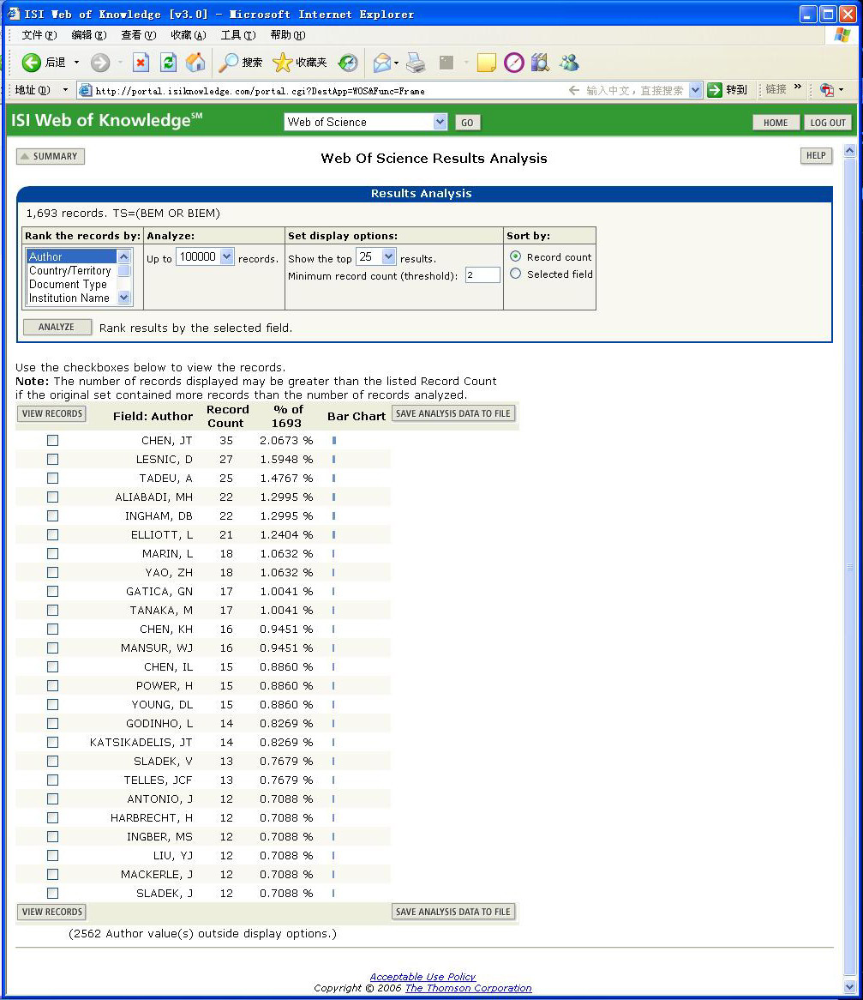 ISI Web of Knowledge [v3.0] - Microsoft Internet Explorer
文件(F) 编辑(E) 查看(V) 收藏(A) 工具(T) 帮助(H)
后退 搜索 收藏夹
地址(D) http://portal.isiknowledge.com/portal.cgi?DestApp=WOS&Func=Frame 输入中文，直接搜索 转到 链接 »
ISI Web of Knowledge℠ Web of Science GO HOME LOG OUT
SUMMARY Web Of Science Results Analysis HELP
Results Analysis
1,693 records. TS=(BEM OR BIEM)
Rank the records by: Analyze: Set display options: Sort by:
Author
Country/Territory
Document Type
Institution Name
Up to 100000 records.
Show the top 25 results.
Minimum record count (threshold): 2
Record count
Selected field
ANALYZE Rank results by the selected field.
Use the checkboxes below to view the records.
Note: The number of records displayed may be greater than the listed Record Count
if the original set contained more records than the number of records analyzed.
VIEW RECORDS Field: Author Record Count % of 1693 Bar Chart SAVE ANALYSIS DATA TO FILE
CHEN, JT 35 2.0673 %
LESNIC, D 27 1.5948 %
TADEU, A 25 1.4767 %
ALIABADI, MH 22 1.2995 %
INGHAM, DB 22 1.2995 %
ELLIOTT, L 21 1.2404 %
MARIN, L 18 1.0632 %
YAO, ZH 18 1.0632 %
GATICA, GN 17 1.0041 %
TANAKA, M 17 1.0041 %
CHEN, KH 16 0.9451 %
MANSUR, WJ 16 0.9451 %
CHEN, IL 15 0.8860 %
POWER, H 15 0.8860 %
YOUNG, DL 15 0.8860 %
GODINHO, L 14 0.8269 %
KATSIKADELIS, JT 14 0.8269 %
SLADEK, V 13 0.7679 %
TELLES, JCF 13 0.7679 %
ANTONIO, J 12 0.7088 %
HARBRECHT, H 12 0.7088 %
INGBER, MS 12 0.7088 %
LIU, YJ 12 0.7088 %
MACKERLE, J 12 0.7088 %
SLADEK, J 12 0.7088 %
VIEW RECORDS SAVE ANALYSIS DATA TO FILE
(2562 Author value(s) outside display options.)
Acceptable Use Policy
Copyright © 2006 The Thomson Corporation